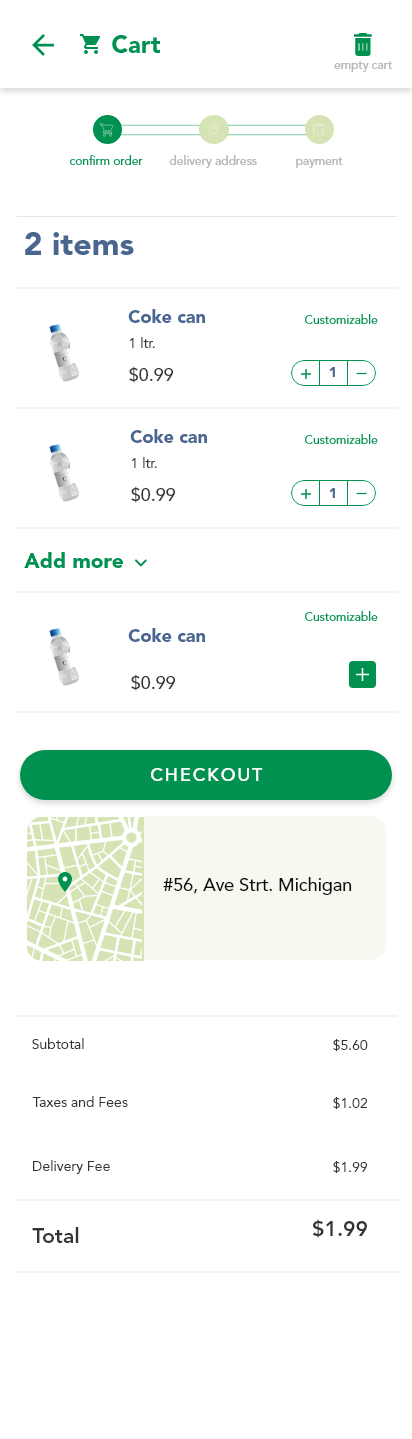 Cart
empty cart
confirm order delivery address payment
2 items
Coke can
Customizable
1 ltr.
$0.99
+ 1 −
Coke can
Customizable
1 ltr.
$0.99
+ 1 −
Add more
Customizable
Coke can
$0.99
+
CHECKOUT
#56, Ave Strt. Michigan
Subtotal $5.60
Taxes and Fees $1.02
Delivery Fee $1.99
Total $1.99